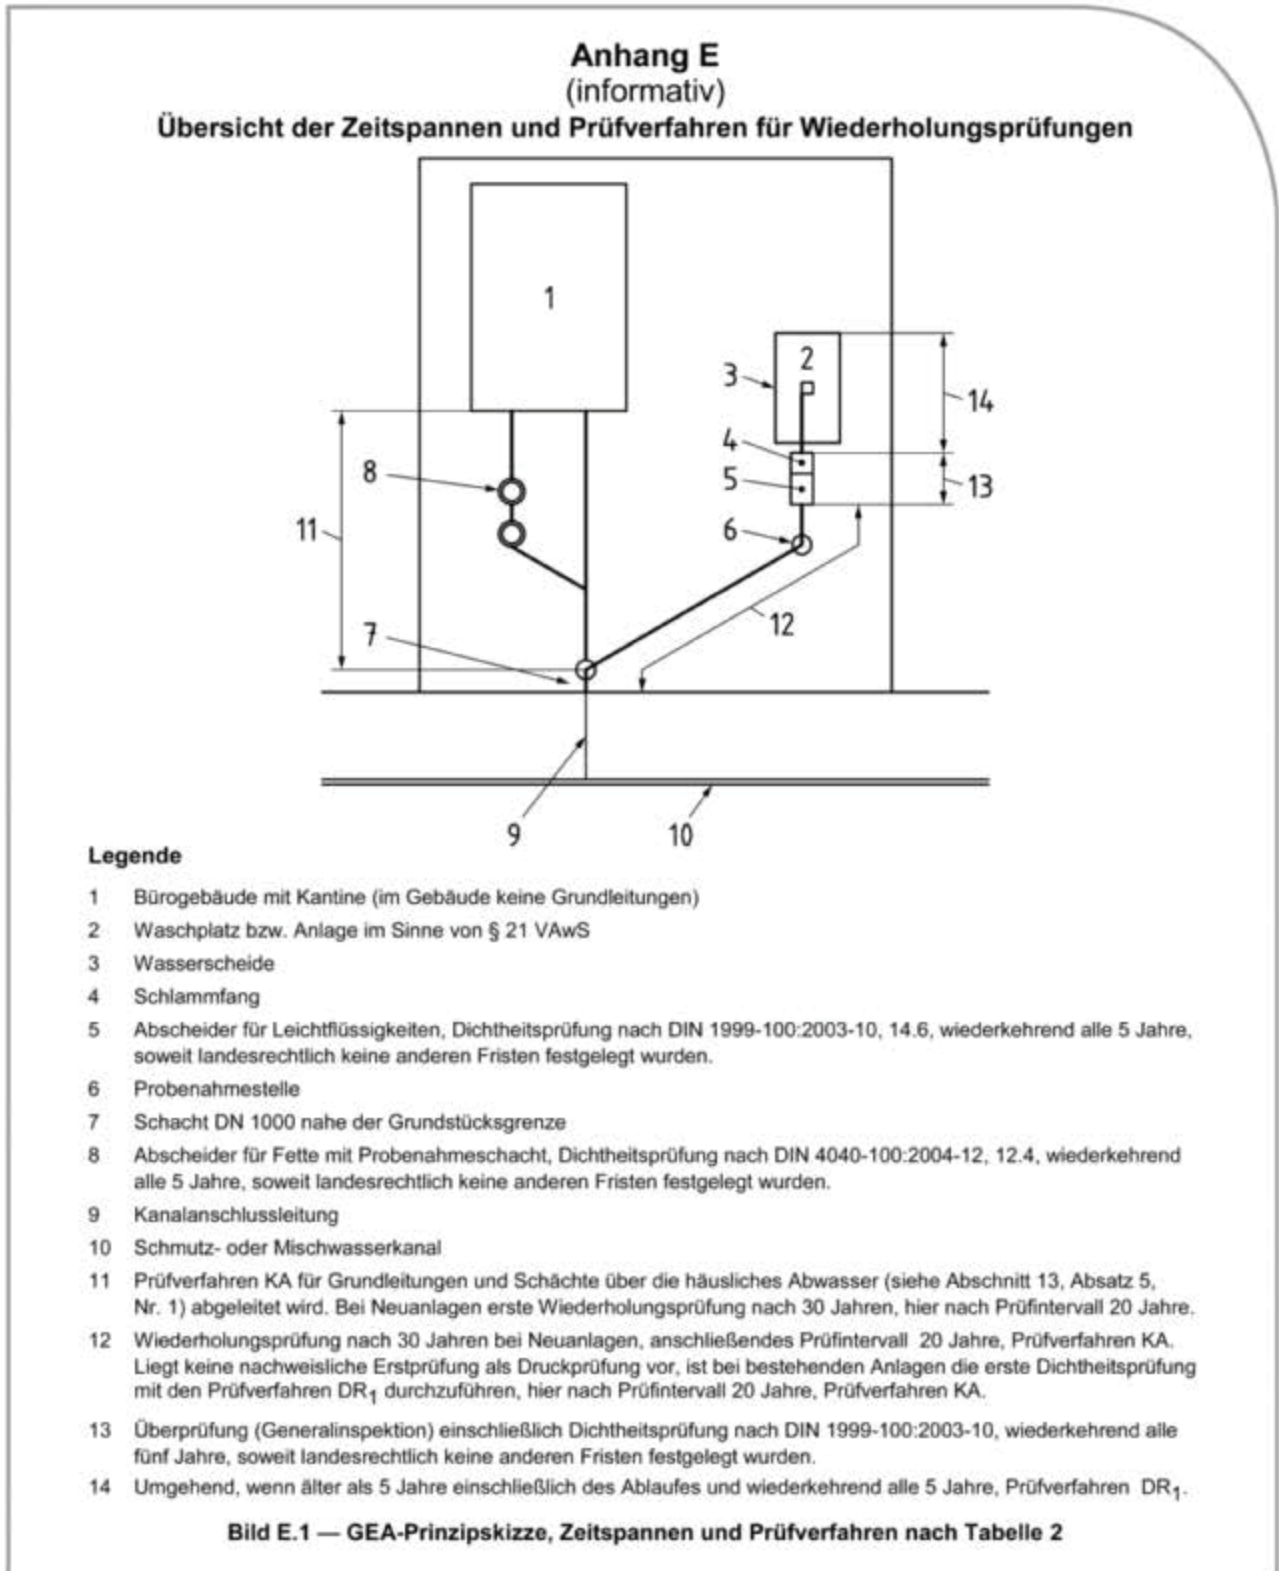 Anhang E
(informativ)
Übersicht der Zeitspannen und Prüfverfahren für Wiederholungsprüfungen
1
2
3
14
4
8
5
13
11
6
12
7
9
10
Legende
1 Bürogebäude mit Kantine (im Gebäude keine Grundleitungen)
2 Waschplatz bzw. Anlage im Sinne von § 21 VAwS
3 Wasserscheide
4 Schlammfang
5 Abscheider für Leichtflüssigkeiten, Dichtheitsprüfung nach DIN 1999-100:2003-10, 14.6, wiederkehrend alle 5 Jahre,
soweit landesrechtlich keine anderen Fristen festgelegt wurden.
6 Probenahmestelle
7 Schacht DN 1000 nahe der Grundstücksgrenze
8 Abscheider für Fette mit Probenahmeschacht, Dichtheitsprüfung nach DIN 4040-100:2004-12, 12.4, wiederkehrend
alle 5 Jahre, soweit landesrechtlich keine anderen Fristen festgelegt wurden.
9 Kanalanschlussleitung
10 Schmutz- oder Mischwasserkanal
11 Prüfverfahren KA für Grundleitungen und Schächte über die häusliches Abwasser (siehe Abschnitt 13, Absatz 5,
Nr. 1) abgeleitet wird. Bei Neuanlagen erste Wiederholungsprüfung nach 30 Jahren, hier nach Prüfintervall 20 Jahre.
12 Wiederholungsprüfung nach 30 Jahren bei Neuanlagen, anschließendes Prüfintervall 20 Jahre, Prüfverfahren KA.
Liegt keine nachweisliche Erstprüfung als Druckprüfung vor, ist bei bestehenden Anlagen die erste Dichtheitsprüfung
mit den Prüfverfahren DR1 durchzuführen, hier nach Prüfintervall 20 Jahre, Prüfverfahren KA.
13 Überprüfung (Generalinspektion) einschließlich Dichtheitsprüfung nach DIN 1999-100:2003-10, wiederkehrend alle
fünf Jahre, soweit landesrechtlich keine anderen Fristen festgelegt wurden.
14 Umgehend, wenn älter als 5 Jahre einschließlich des Ablaufes und wiederkehrend alle 5 Jahre, Prüfverfahren DR1.
Bild E.1 — GEA-Prinzipskizze, Zeitspannen und Prüfverfahren nach Tabelle 2